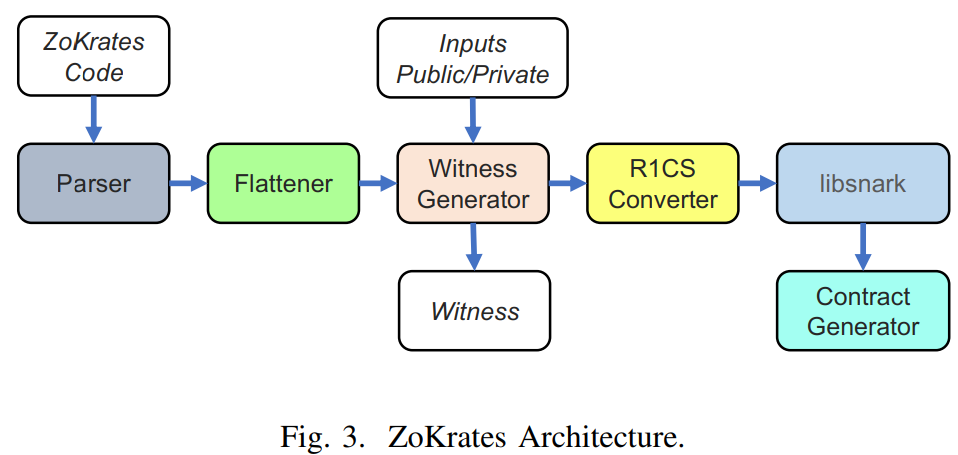 ZoKrates
Code
Inputs
Public/Private
Parser
Flattener
Witness
Generator
R1CS
Converter
libsnark
Witness
Contract
Generator
Fig. 3. ZoKrates Architecture.